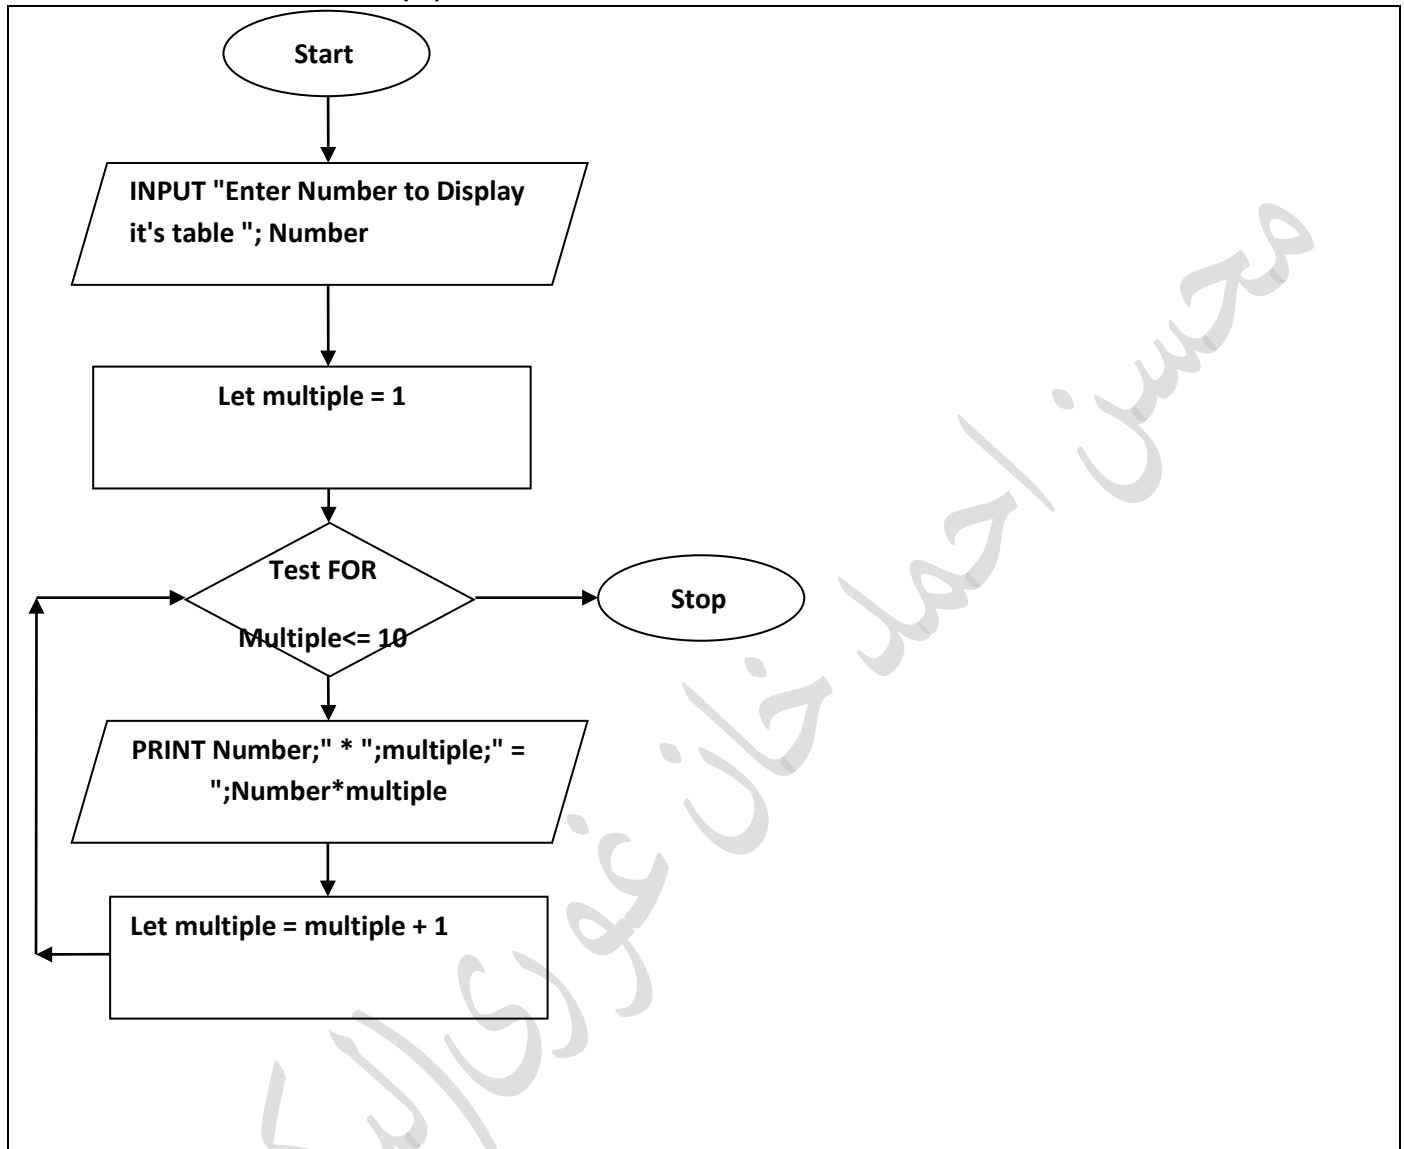 Start
INPUT "Enter Number to Display
it's table "; Number
Let multiple = 1
Test FOR
Multiple<= 10
Stop
PRINT Number;" * ";multiple;" =
";Number*multiple
Let multiple = multiple + 1
محسن احمد خان غوری